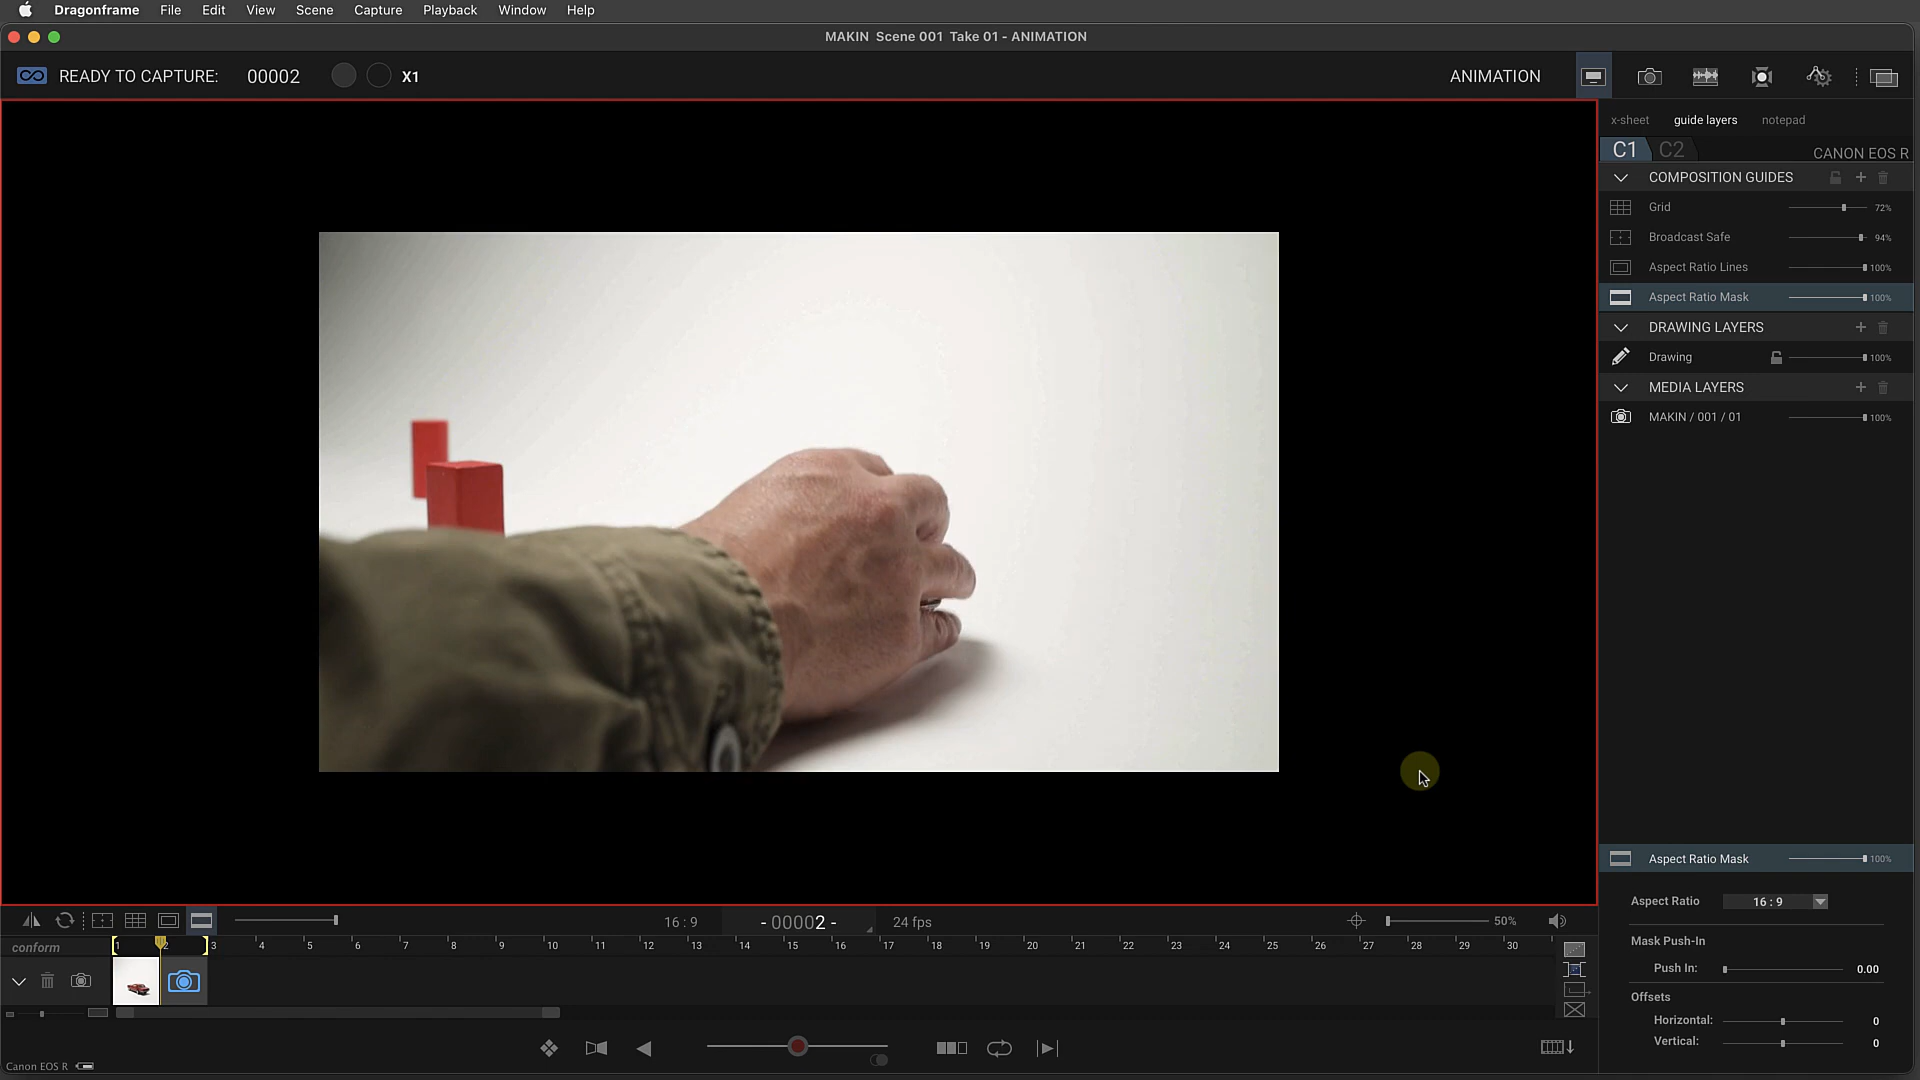 Dragonframe File Edit View Scene Capture Playback Window Help
MAKIN Scene 001 Take 01 - ANIMATION
READY TO CAPTURE: 00002 X1 ANIMATION
x-sheet guide layers notepad
C1 C2 CANON EOS R
COMPOSITION GUIDES
Grid 72%
Broadcast Safe 94%
Aspect Ratio Lines 100%
Aspect Ratio Mask 100%
DRAWING LAYERS
Drawing 100%
MEDIA LAYERS
MAKIN / 001 / 01 100%
Aspect Ratio Mask 100%
Aspect Ratio 16 : 9
Mask Push-In
Push In: 0.00
Offsets
Horizontal: 0
Vertical: 0
16 : 9 - 00002 - 24 fps 50%
conform 1 2 3 4 5 6 7 8 9 10 11 12 13 14 15 16 17 18 19 20 21 22 23 24 25 26 27 28 29 30
Canon EOS R